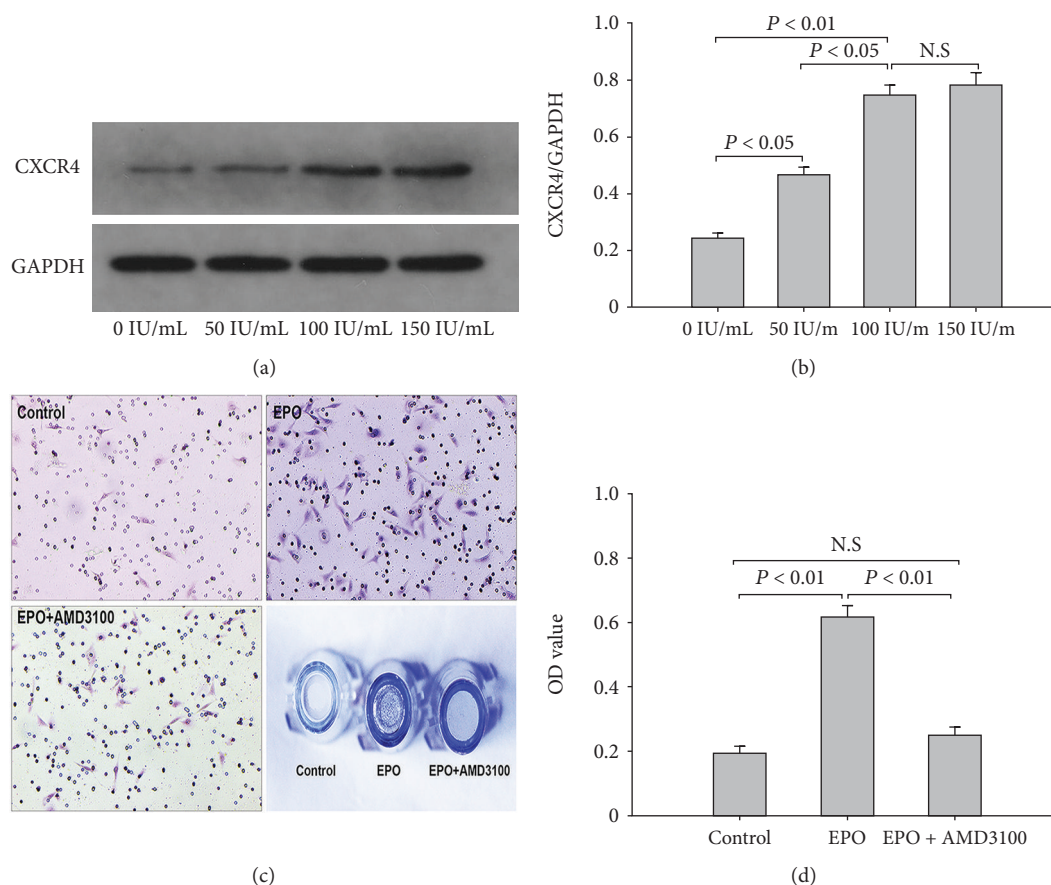 CXCR4
GAPDH
0 IU/mL 50 IU/mL 100 IU/mL 150 IU/mL
(a)
P < 0.01
P < 0.05
N.S
P < 0.05
CXCR4/GAPDH
1.0
0.8
0.6
0.4
0.2
0
0 IU/mL 50 IU/m 100 IU/m 150 IU/m
(b)
Control
EPO
EPO+AMD3100
Control EPO EPO+AMD3100
(c)
N.S
P < 0.01 P < 0.01
OD value
1.0
0.8
0.6
0.4
0.2
0
Control EPO EPO + AMD3100
(d)